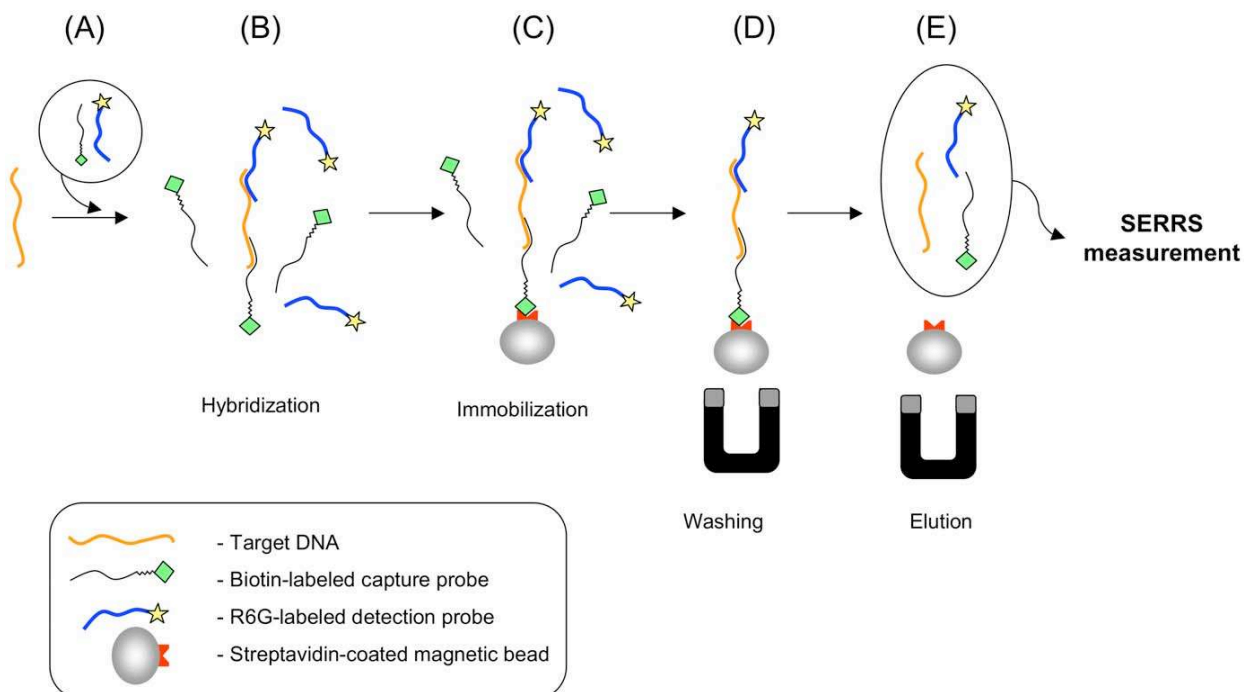 (A)
(B)
(C)
(D)
(E)
SERRS
measurement
Hybridization
Immobilization
Washing
Elution
- Target DNA
- Biotin-labeled capture probe
- R6G-labeled detection probe
- Streptavidin-coated magnetic bead